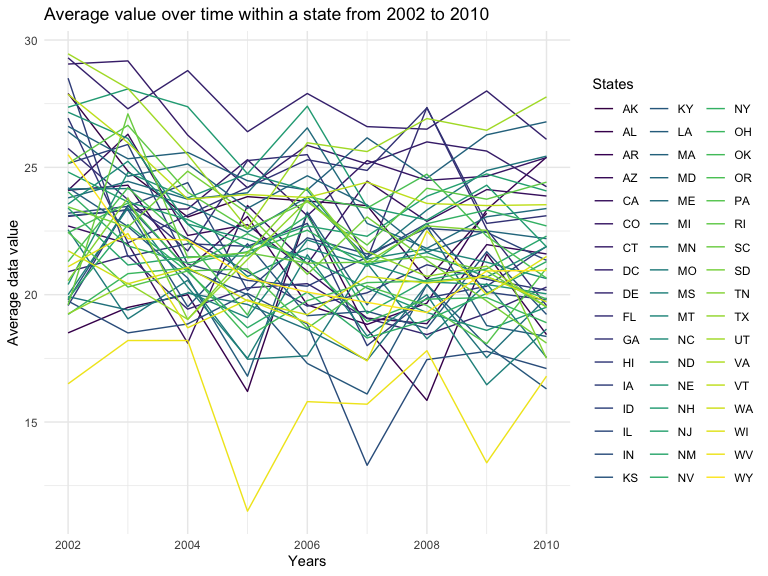 Average value over time within a state from 2002 to 2010
30
25
20
15
Average data value
2002
2004
2006
2008
2010
Years
States
AK
AL
AR
AZ
CA
CO
CT
DC
DE
FL
GA
HI
IA
ID
IL
IN
KS
KY
LA
MA
MD
ME
MI
MN
MO
MS
MT
NC
ND
NE
NH
NJ
NM
NV
NY
OH
OK
OR
PA
RI
SC
SD
TN
TX
UT
VA
VT
WA
WI
WV
WY